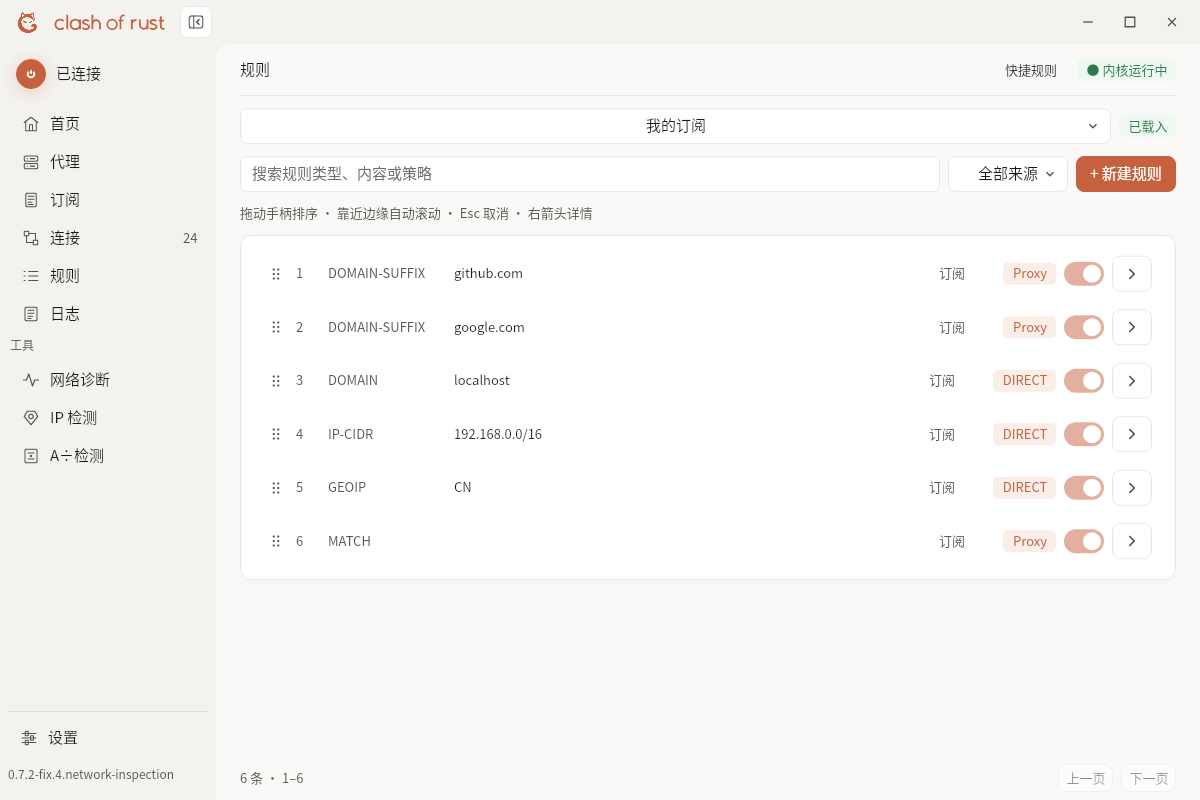 clash of rust
已连接
首页
代理
订阅
连接 24
规则
日志
工具
网络诊断
IP 检测
A÷检测
设置
0.7.2-fix.4.network-inspection
规则
快捷规则
内核运行中
我的订阅
已载入
搜索规则类型、内容或策略
全部来源
+ 新建规则
拖动手柄排序 · 靠近边缘自动滚动 · Esc 取消 · 右箭头详情
1 DOMAIN-SUFFIX github.com 订阅 Proxy
2 DOMAIN-SUFFIX google.com 订阅 Proxy
3 DOMAIN localhost 订阅 DIRECT
4 IP-CIDR 192.168.0.0/16 订阅 DIRECT
5 GEOIP CN 订阅 DIRECT
6 MATCH 订阅 Proxy
6 条 · 1–6
上一页
下一页